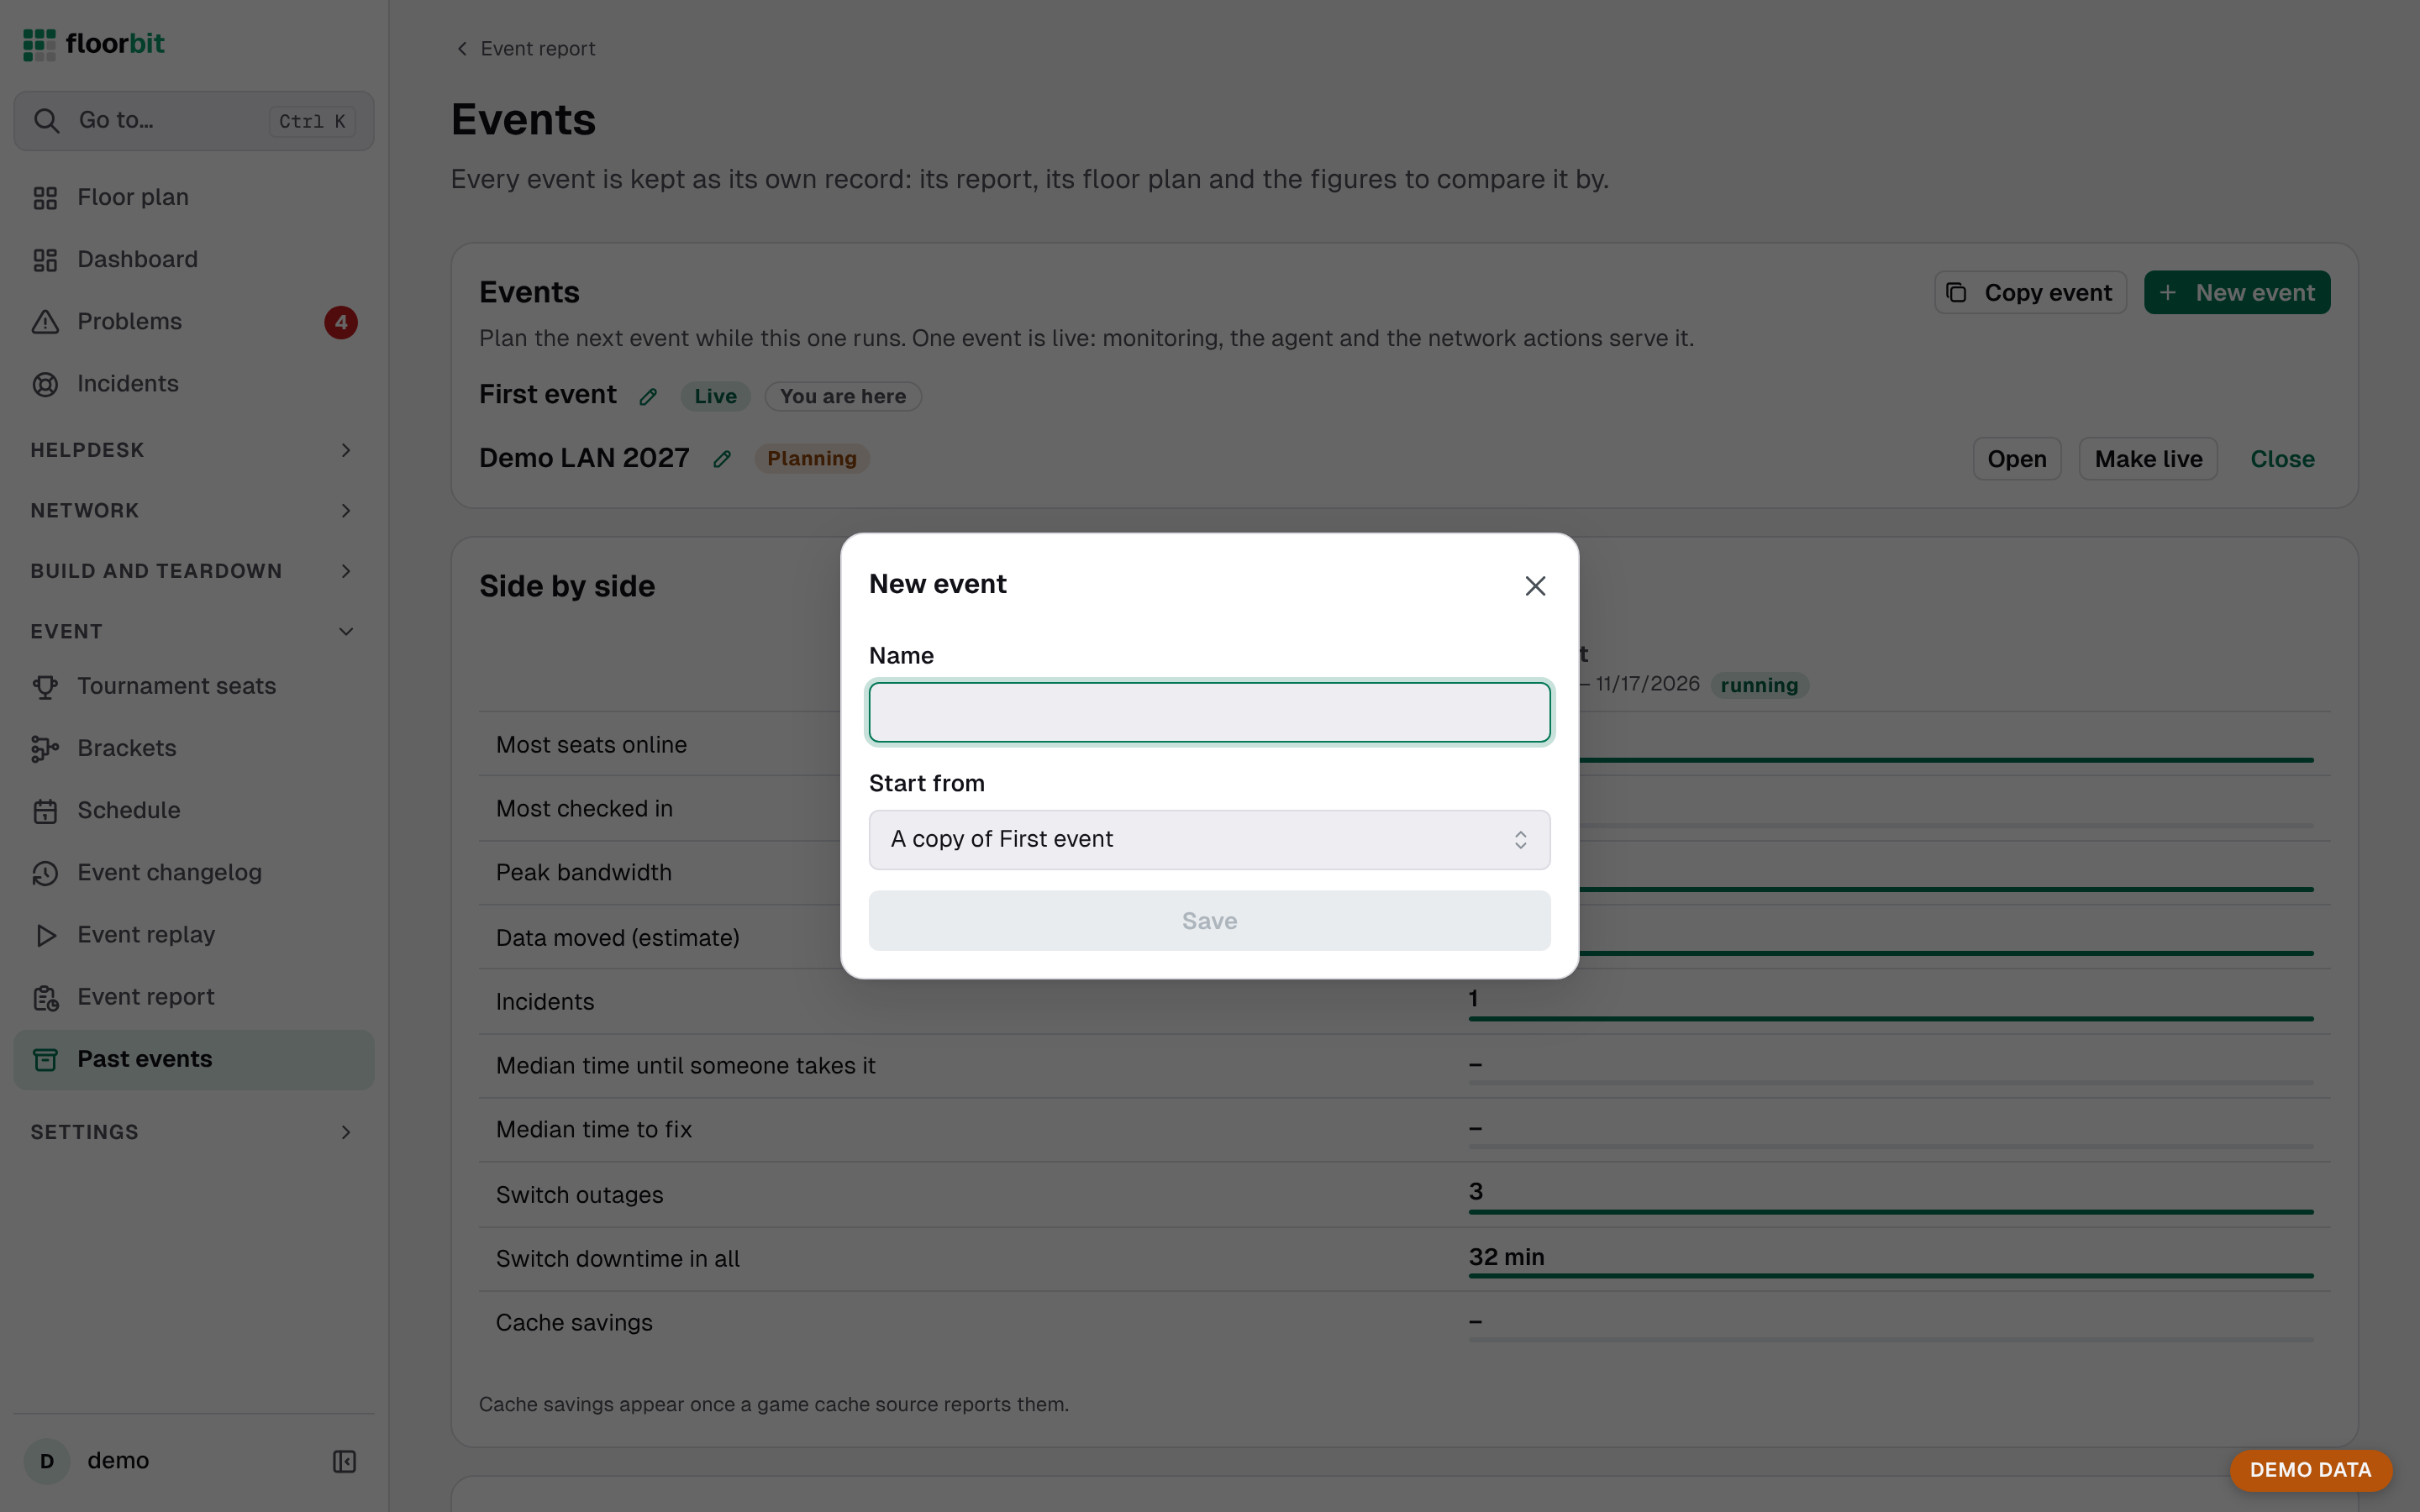 floorbit
Go to...
Ctrl K
Floor plan
Dashboard
Problems
4
Incidents
HELPDESK
NETWORK
BUILD AND TEARDOWN
EVENT
Tournament seats
Brackets
Schedule
Event changelog
Event replay
Event report
Past events
SETTINGS
D
demo
Event report
Events
Every event is kept as its own record: its report, its floor plan and the figures to compare it by.
Events
Copy event
New event
Plan the next event while this one runs. One event is live: monitoring, the agent and the network actions serve it.
First event
Live
You are here
Demo LAN 2027
Planning
Open
Make live
Close
Side by side
t
– 11/17/2026
running
Most seats online
Most checked in
Peak bandwidth
Data moved (estimate)
Incidents
1
Median time until someone takes it
–
Median time to fix
–
Switch outages
3
Switch downtime in all
32 min
Cache savings
–
Cache savings appear once a game cache source reports them.
New event
Name
Start from
A copy of First event
Save
DEMO DATA